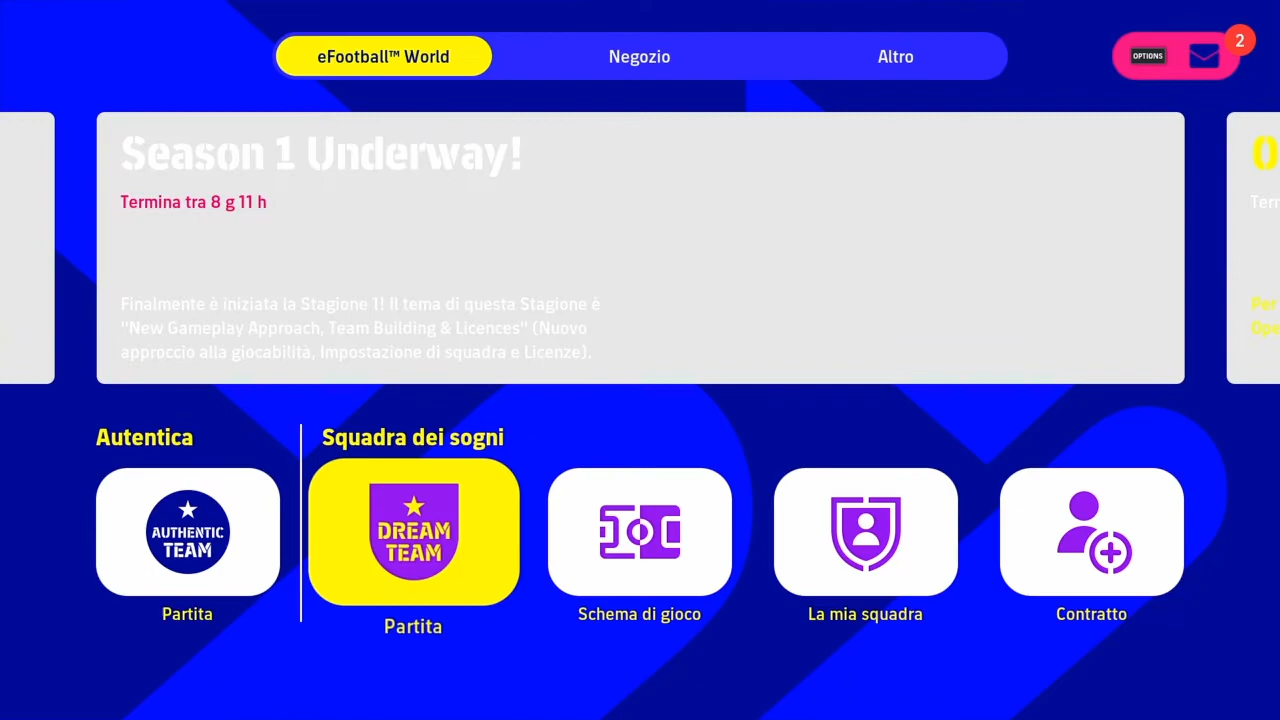 eFootball™ World
Negozio
Altro
OPTIONS
2
Season 1 Underway!
Termina tra 8 g 11 h
Finalmente è iniziata la Stagione 1! Il tema di questa Stagione è
"New Gameplay Approach, Team Building & Licences" (Nuovo
approccio alla giocabilità, Impostazione di squadra e Licenze).
Per
Autentica
Squadra dei sogni
AUTHENTIC
TEAM
DREAM
TEAM
Partita
Partita
Schema di gioco
La mia squadra
Contratto